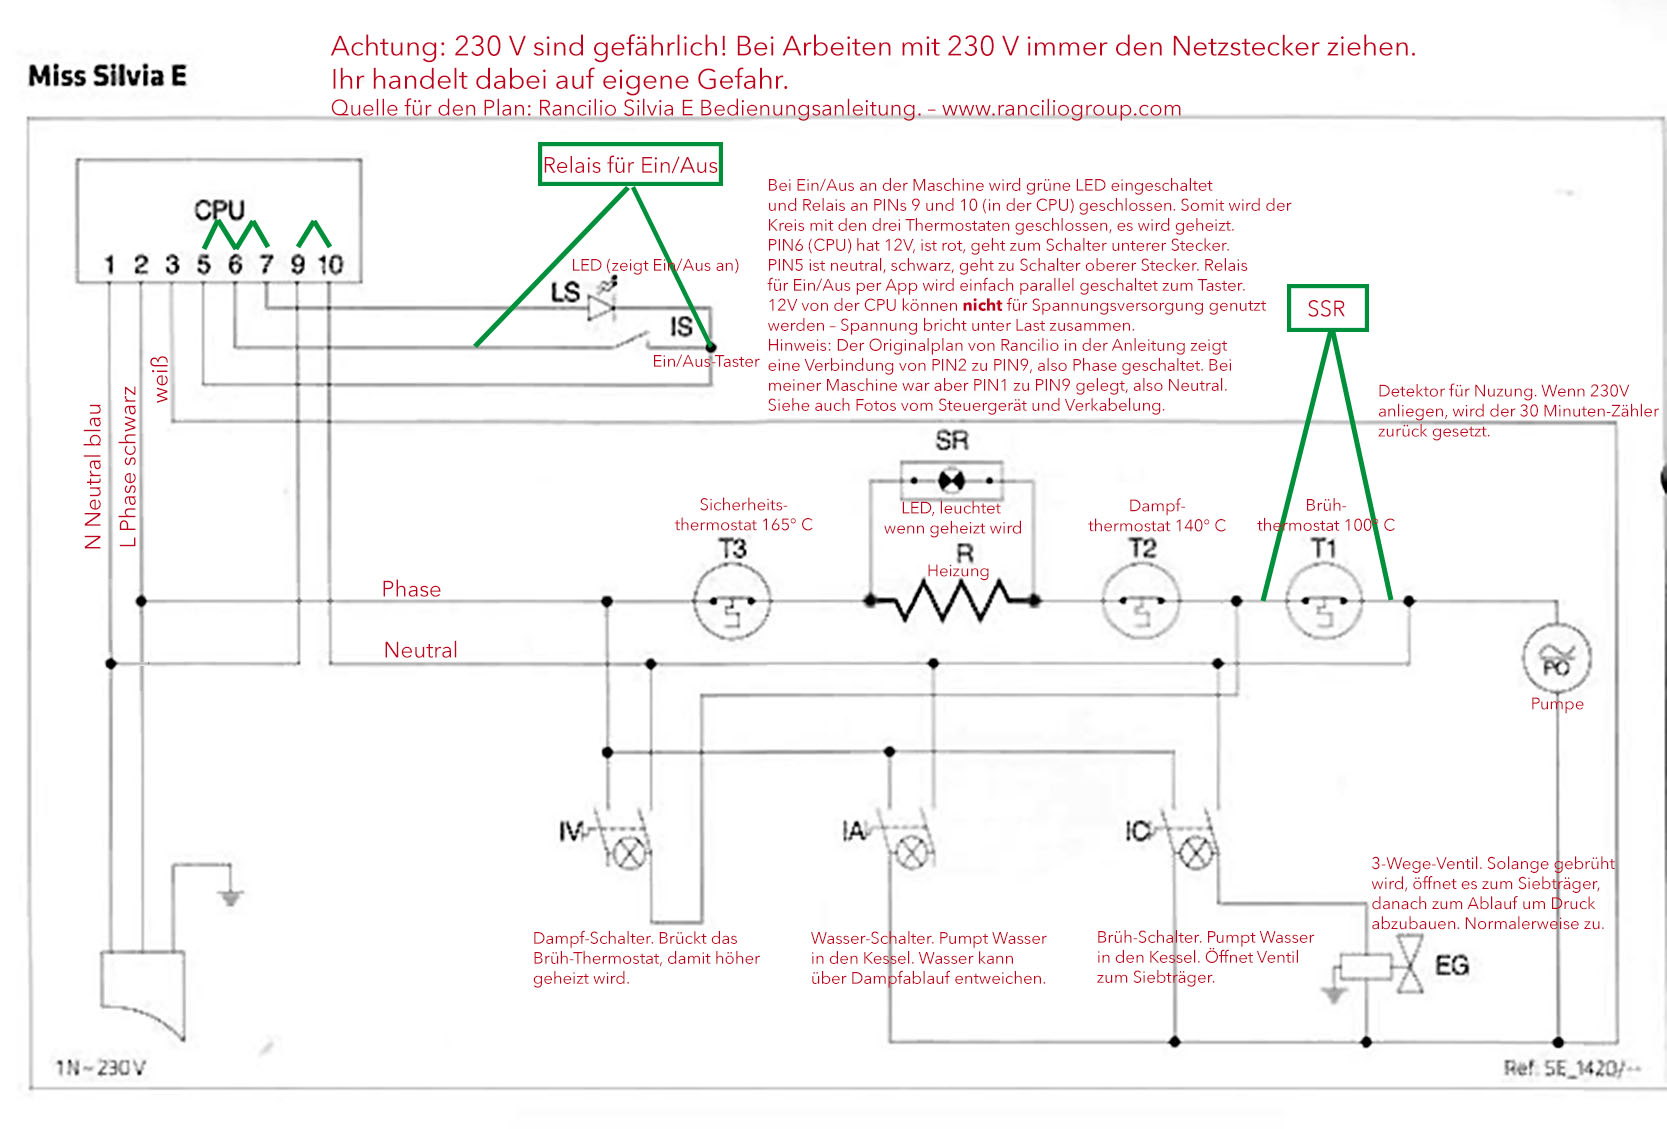 Achtung: 230 V sind gefährlich! Bei Arbeiten mit 230 V immer den Netzstecker ziehen.
Ihr handelt dabei auf eigene Gefahr.
Quelle für den Plan: Rancilio Silvia E Bedienungsanleitung. – www.ranciliogroup.com
Miss Silvia E
Relais für Ein/Aus
CPU
1 2 3 5 6 7 9 10
LED (zeigt Ein/Aus an)
LS
IS
Ein/Aus-Taster
Bei Ein/Aus an der Maschine wird grüne LED eingeschaltet
und Relais an PINs 9 und 10 (in der CPU) geschlossen. Somit wird der
Kreis mit den drei Thermostaten geschlossen, es wird geheizt.
PIN6 (CPU) hat 12V, ist rot, geht zum Schalter unterer Stecker.
PIN5 ist neutral, schwarz, geht zu Schalter oberer Stecker. Relais
für Ein/Aus per App wird einfach parallel geschaltet zum Taster.
12V von der CPU können nicht für Spannungsversorgung genutzt
werden – Spannung bricht unter Last zusammen.
Hinweis: Der Originalplan von Rancilio in der Anleitung zeigt
eine Verbindung von PIN2 zu PIN9, also Phase geschaltet. Bei
meiner Maschine war aber PIN1 zu PIN9 gelegt, also Neutral.
Siehe auch Fotos vom Steuergerät und Verkabelung.
SSR
Detektor für Nuzung. Wenn 230V
anliegen, wird der 30 Minuten-Zähler
zurück gesetzt.
N Neutral blau
L Phase schwarz
weiß
SR
LED, leuchtet
wenn geheizt wird
Sicherheits-
thermostat 165° C
T3
R
Heizung
Dampf-
thermostat 140° C
T2
Brüh-
thermostat 100° C
T1
Phase
Neutral
PO
Pumpe
IV
IA
IC
Dampf-Schalter. Brückt das
Brüh-Thermostat, damit höher
geheizt wird.
Wasser-Schalter. Pumpt Wasser
in den Kessel. Wasser kann
über Dampfablauf entweichen.
Brüh-Schalter. Pumpt Wasser
in den Kessel. Öffnet Ventil
zum Siebträger.
3-Wege-Ventil. Solange gebrüht
wird, öffnet es zum Siebträger,
danach zum Ablauf um Druck
abzubauen. Normalerweise zu.
EG
1N~230V
Ref: SE_1420/--